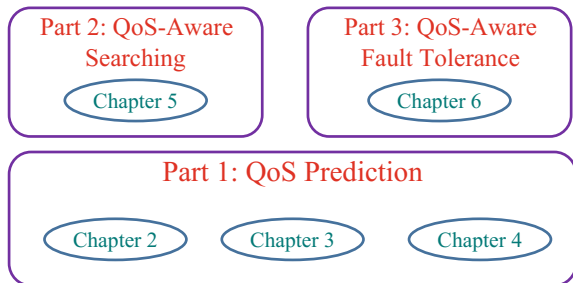 Part 2: QoS-Aware
Searching
Chapter 5
Part 3: QoS-Aware
Fault Tolerance
Chapter 6
Part 1: QoS Prediction
Chapter 2
Chapter 3
Chapter 4